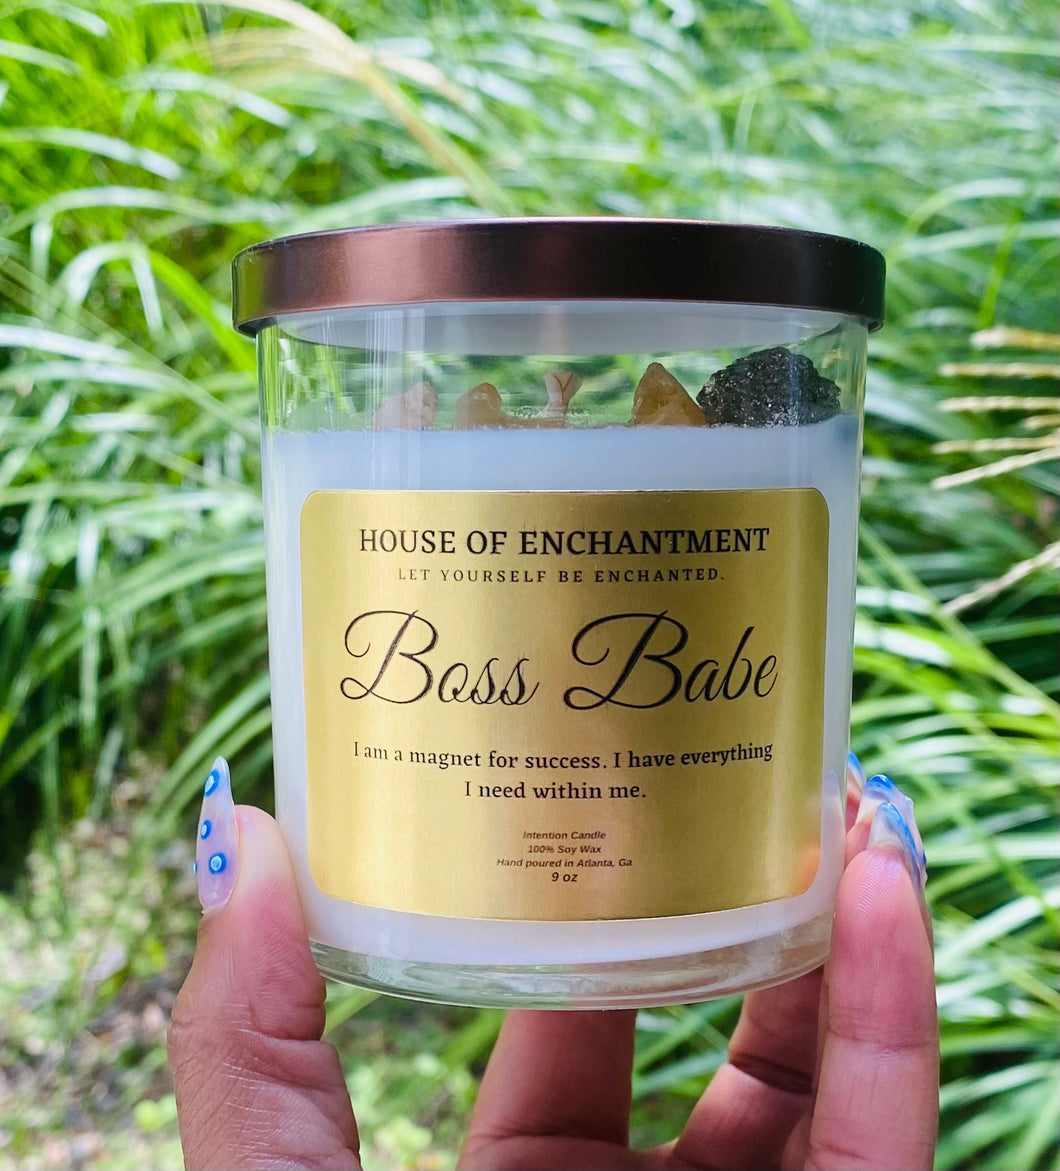 HOUSE OF ENCHANTMENT
LET YOURSELF BE ENCHANTED.
Boss Babe
I am a magnet for success. I have everything
I need within me.
Intention Candle
100% Soy Wax
Hand poured in Atlanta, Ga
9 oz